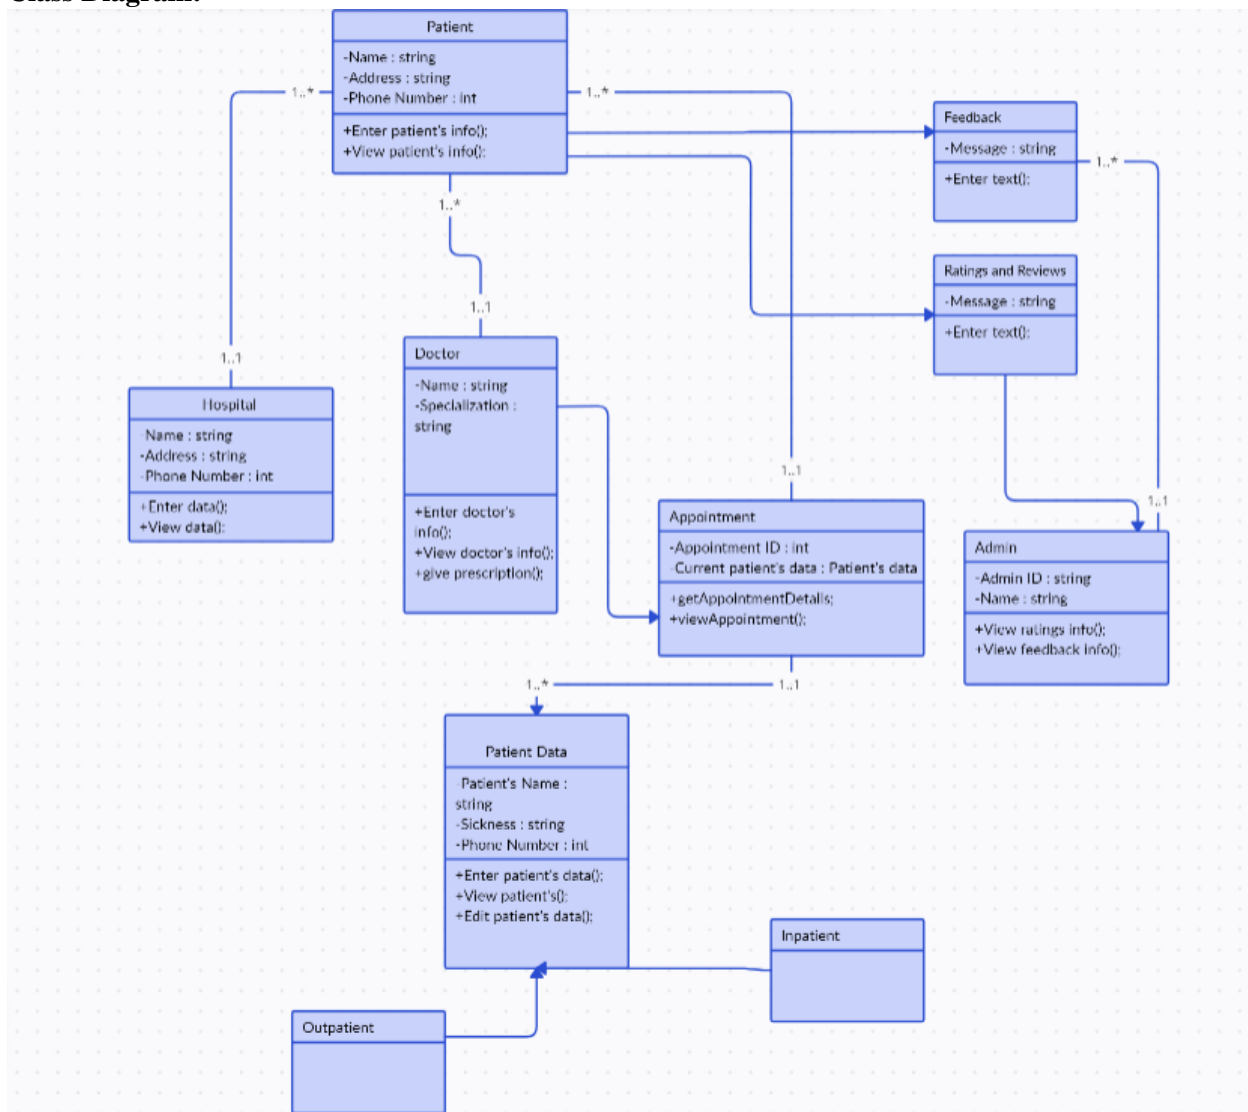 Class Diagram:
Patient
-Name : string
-Address : string
-Phone Number : int
+Enter patient's info();
+View patient's info();
1..*
1..*
1..*
1..1
1..1
Feedback
-Message : string
+Enter text();
1..*
Ratings and Reviews
-Message : string
+Enter text();
Doctor
-Name : string
-Specialization :
string
+Enter doctor's
info();
+View doctor's info();
+give prescription();
Hospital
-Name : string
-Address : string
-Phone Number : int
+Enter data();
+View data();
1..1
Appointment
-Appointment ID : int
-Current patient's data : Patient's data
+getAppointmentDetails;
+viewAppointment();
1..1
Admin
-Admin ID : string
-Name : string
+View ratings info();
+View feedback info();
1..*
1..1
Patient Data
-Patient's Name :
string
-Sickness : string
-Phone Number : int
+Enter patient's data();
+View patient's();
+Edit patient's data();
Inpatient
Outpatient